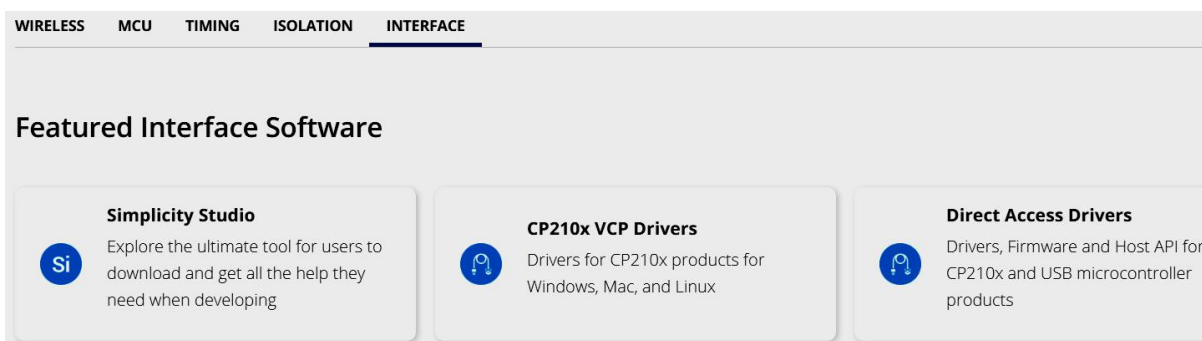 WIRELESS MCU TIMING ISOLATION INTERFACE
Featured Interface Software
Simplicity Studio
Explore the ultimate tool for users to
download and get all the help they
need when developing
Si
CP210x VCP Drivers
Drivers for CP210x products for
Windows, Mac, and Linux
Direct Access Drivers
Drivers, Firmware and Host API for
CP210x and USB microcontroller
products